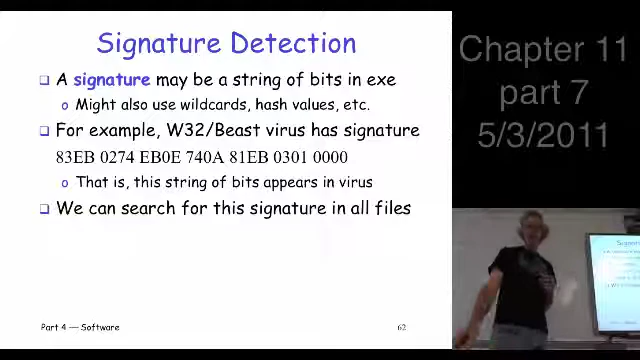 Signature Detection
A signature may be a string of bits in exe
Might also use wildcards, hash values, etc.
For example, W32/Beast virus has signature
83EB 0274 EB0E 740A 81EB 0301 0000
That is, this string of bits appears in virus
We can search for this signature in all files
Part 4 — Software
62
Chapter 11
part 7
5/3/2011